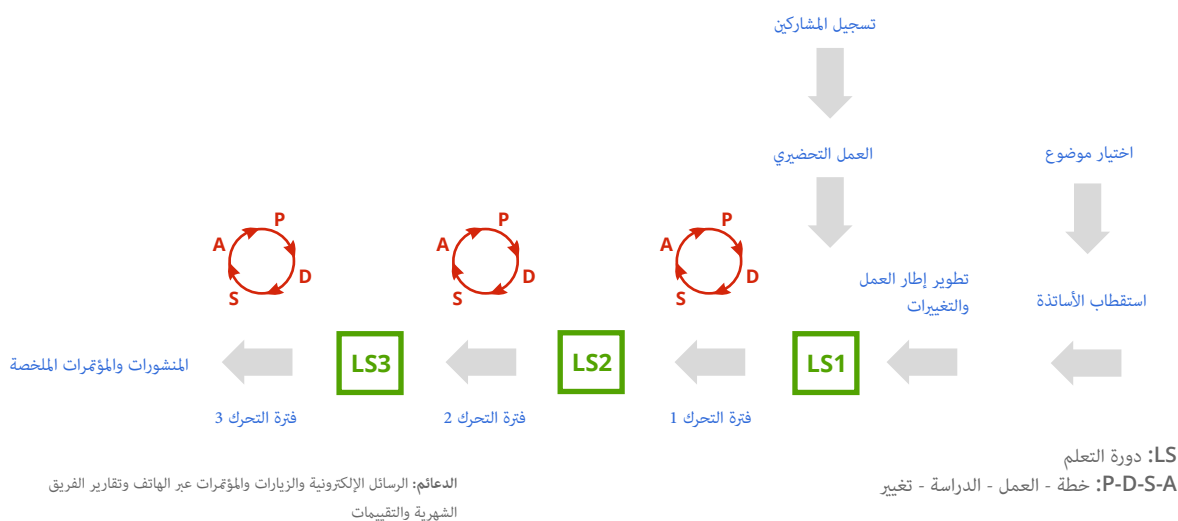 تسجيل المشاركين
العمل التحضيري
اختيار موضوع
P
A
D
S
P
A
D
S
P
A
D
S
تطوير إطار العمل
والتغييرات
استقطاب الأساتذة
LS1
LS2
LS3
المنشورات والمؤتمرات الملخصة
فترة التحرك 1
فترة التحرك 2
فترة التحرك 3
LS: دورة التعلم
P-D-S-A: خطة - العمل - الدراسة - تغيير
الدعائم: الرسائل الإلكترونية والزيارات والمؤتمرات عبر الهاتف وتقارير الفريق
الشهرية والتقييمات